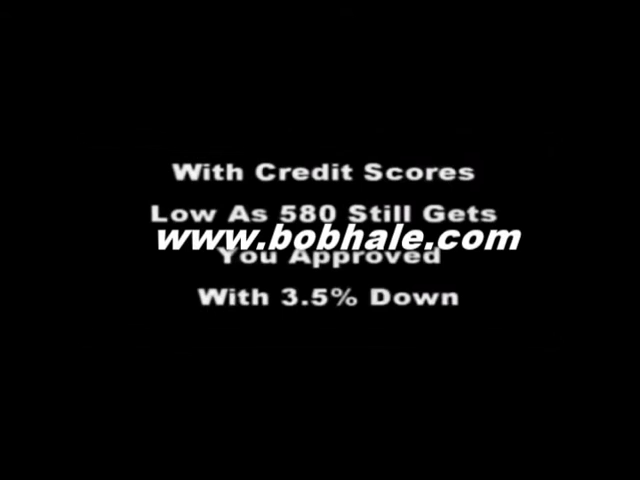 With Credit Scores
Low As 580 Still Gets
www.bobhale.com
You Approved
With 3.5% Down